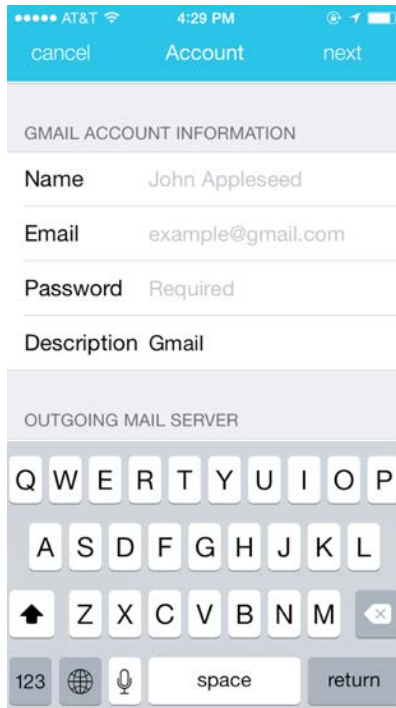 AT&T 4:29 PM
cancel Account next
GMAIL ACCOUNT INFORMATION
Name John Appleseed
Email example@gmail.com
Password Required
Description Gmail
OUTGOING MAIL SERVER
Q W E R T Y U I O P
A S D F G H J K L
Z X C V B N M
123 space return